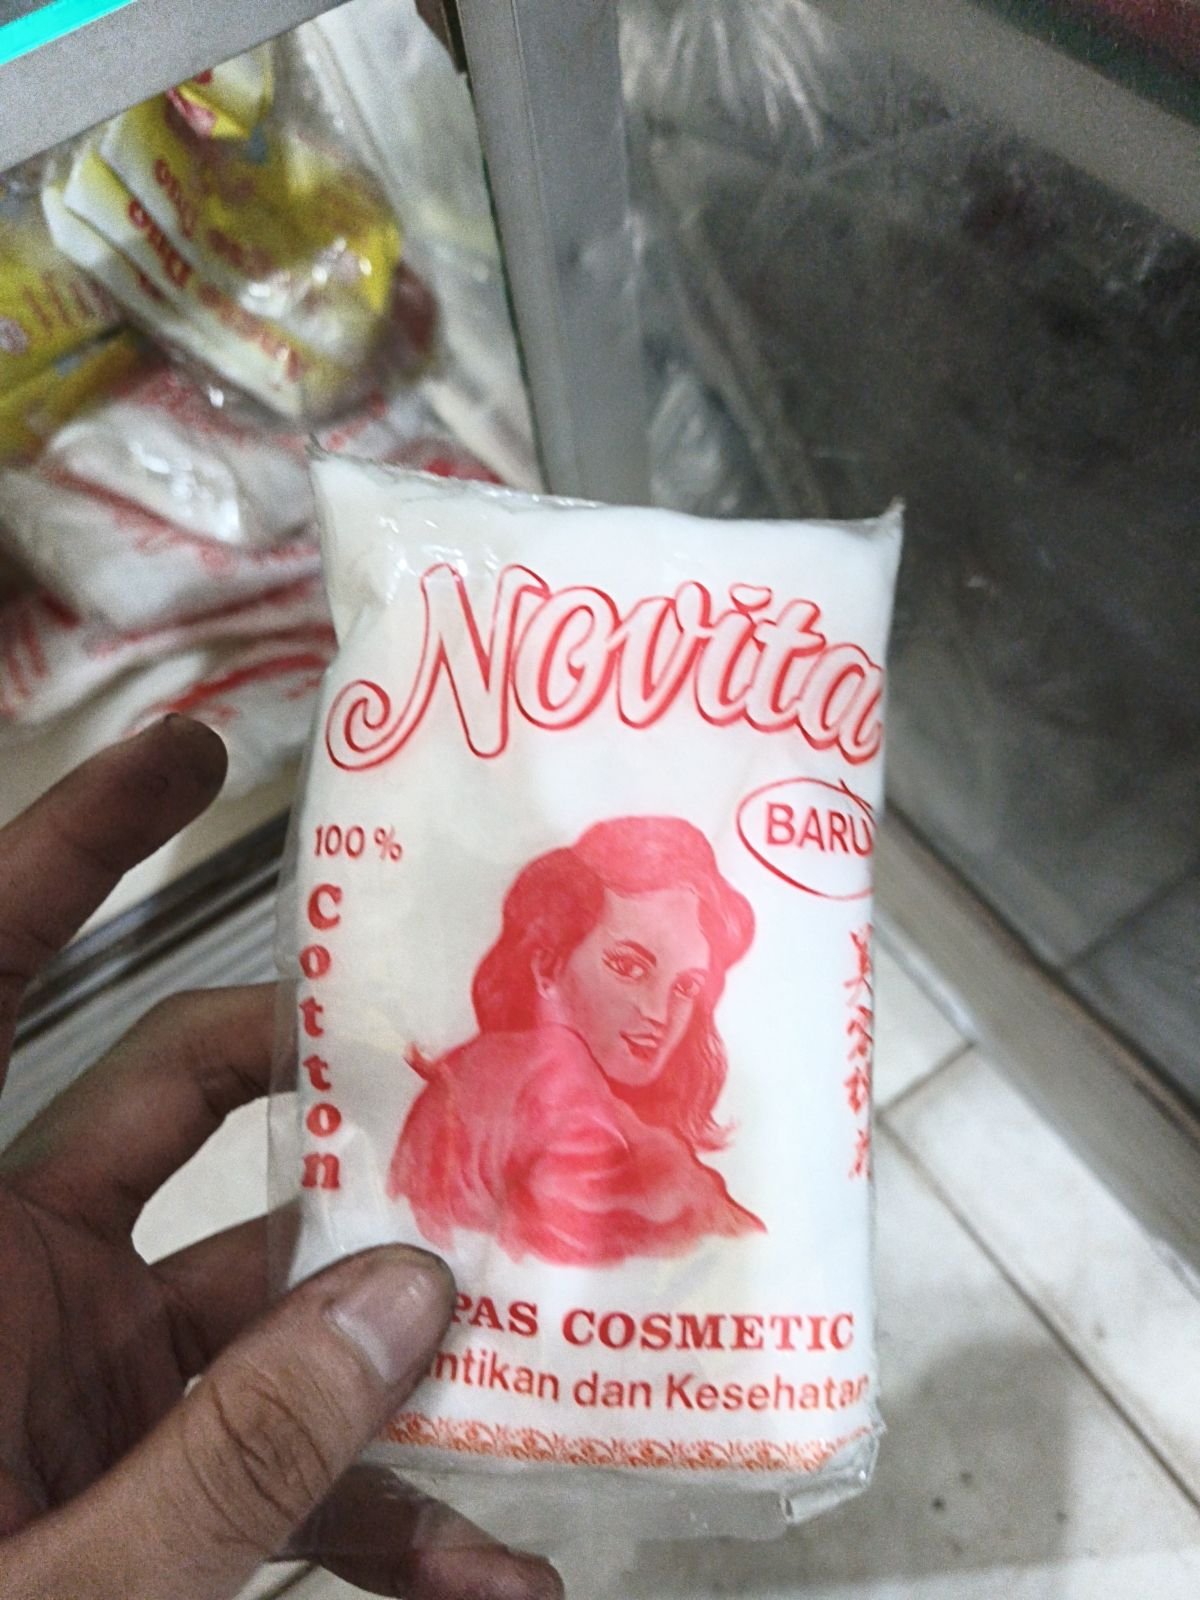 Novita
BARU
100 %
Cotton
PAS COSMETIC
ntikan dan Kesehatan